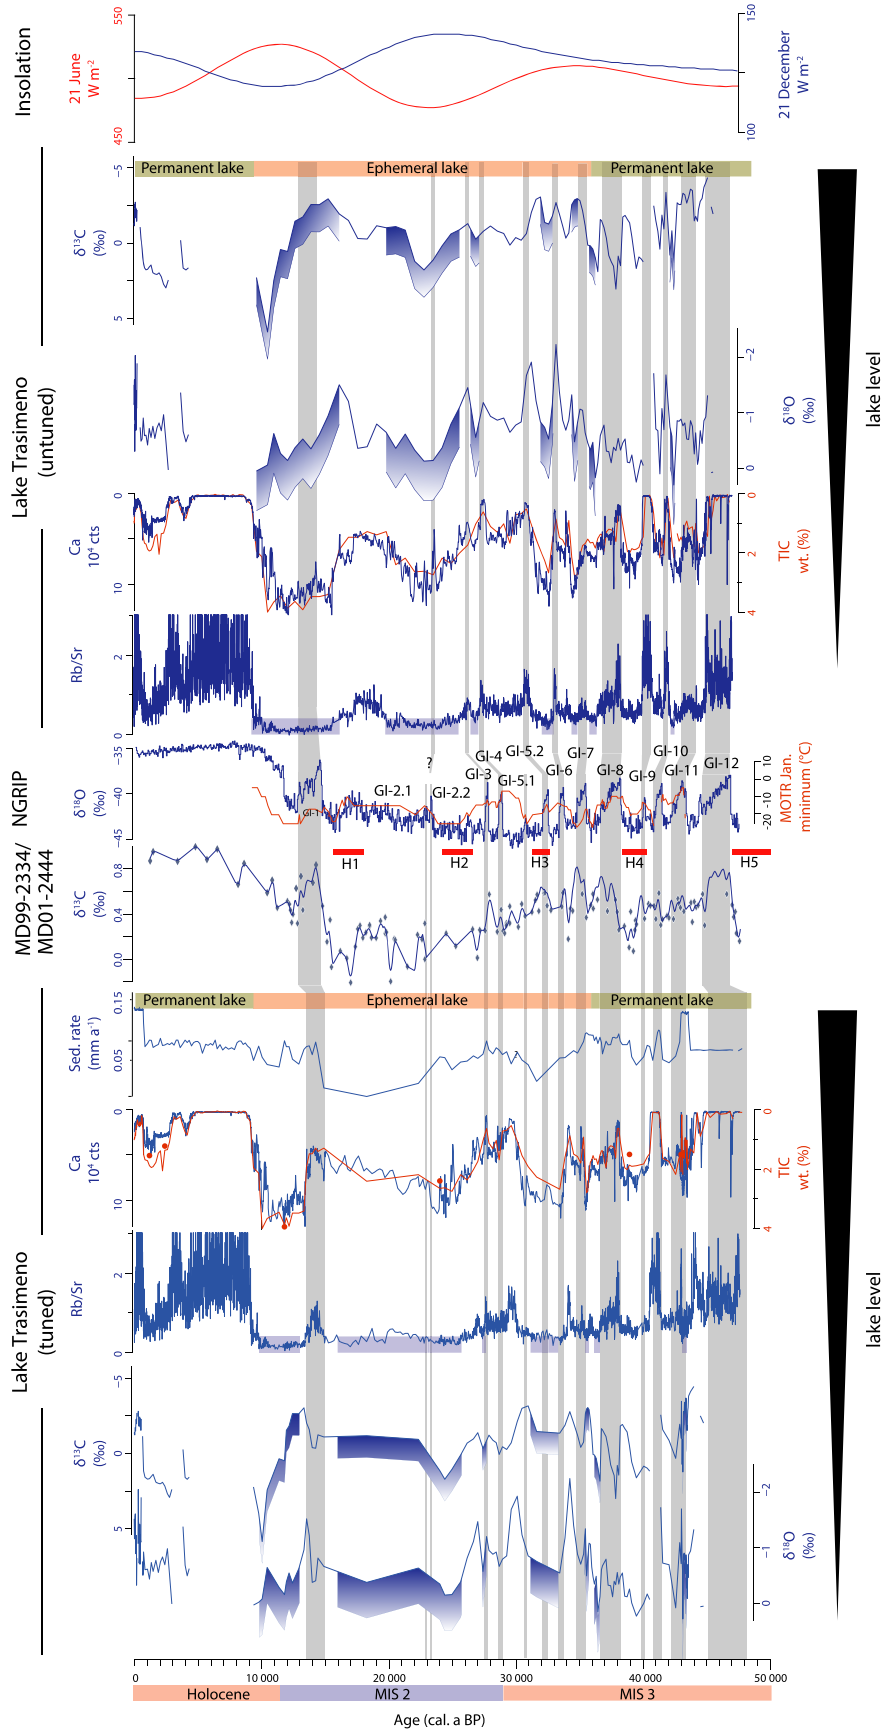 Insolation
21 June
W m-2
550
450
150
100
21 December
W m-2
Permanent lake
Ephemeral lake
Permanent lake
Lake Trasimeno
(untuned)
δ13C
(‰)
-5
0
5
δ18O
(‰)
−2
−1
0
Ca
10⁴ cts
0
10
TIC
wt. (%)
0
2
4
Rb/Sr
2
0
lake level
NGRIP
δ18O
(‰)
-35
-40
-45
MOTR Jan.
minimum (°C)
10
0
-10
-20
?
GI-1
GI-2.1
GI-2.2
GI-3
GI-4
GI-5.1
GI-5.2
GI-6
GI-7
GI-8
GI-9
GI-10
GI-11
GI-12
H1
H2
H3
H4
H5
MD99-2334/
MD01-2444
δ13C
(‰)
0.8
0.4
0.0
Permanent lake
Ephemeral lake
Permanent lake
Lake Trasimeno
(tuned)
Sed. rate
(mm a-1)
0.15
0.05
?
Ca
10⁴ cts
0
10
TIC
wt. (%)
0
2
4
Rb/Sr
2
0
δ13C
(‰)
-5
0
5
δ18O
(‰)
−2
−1
0
lake level
0
10 000
20 000
30 000
40 000
50 000
Holocene
MIS 2
MIS 3
Age (cal. a BP)